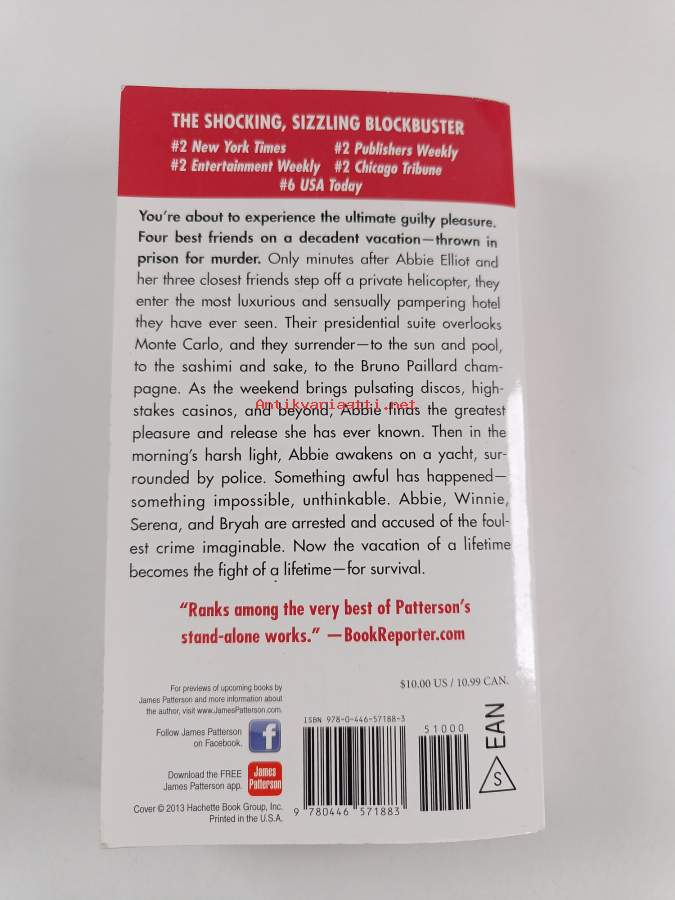 THE SHOCKING, SIZZLING BLOCKBUSTER
#2 New York Times #2 Publishers Weekly
#2 Entertainment Weekly #2 Chicago Tribune
#6 USA Today
You're about to experience the ultimate guilty pleasure.
Four best friends on a decadent vacation—thrown in
prison for murder. Only minutes after Abbie Elliot and
her three closest friends step off a private helicopter, they
enter the most luxurious and sensually pampering hotel
they have ever seen. Their presidential suite overlooks
Monte Carlo, and they surrender—to the sun and pool,
to the sashimi and sake, to the Bruno Paillard cham-
pagne. As the weekend brings pulsating discos, high-
stakes casinos, and beyond, Abbie finds the greatest
Antikvariaatti.net
pleasure and release she has ever known. Then in the
morning's harsh light, Abbie awakens on a yacht, sur-
rounded by police. Something awful has happened—
something impossible, unthinkable. Abbie, Winnie,
Serena, and Bryah are arrested and accused of the foul-
est crime imaginable. Now the vacation of a lifetime
becomes the fight of a lifetime—for survival.
"Ranks among the very best of Patterson's
stand-alone works." —BookReporter.com
For previews of upcoming books by
James Patterson and more information about
the author, visit www.JamesPatterson.com.
Follow James Patterson
on Facebook.
f
Download the FREE
James Patterson app.
James
Patterson
Cover © 2013 Hachette Book Group, Inc.
Printed in the U.S.A.
$10.00 US / 10.99 CAN.
ISBN 978-0-446-57188-3
51000
9 780446 571883
EAN
S